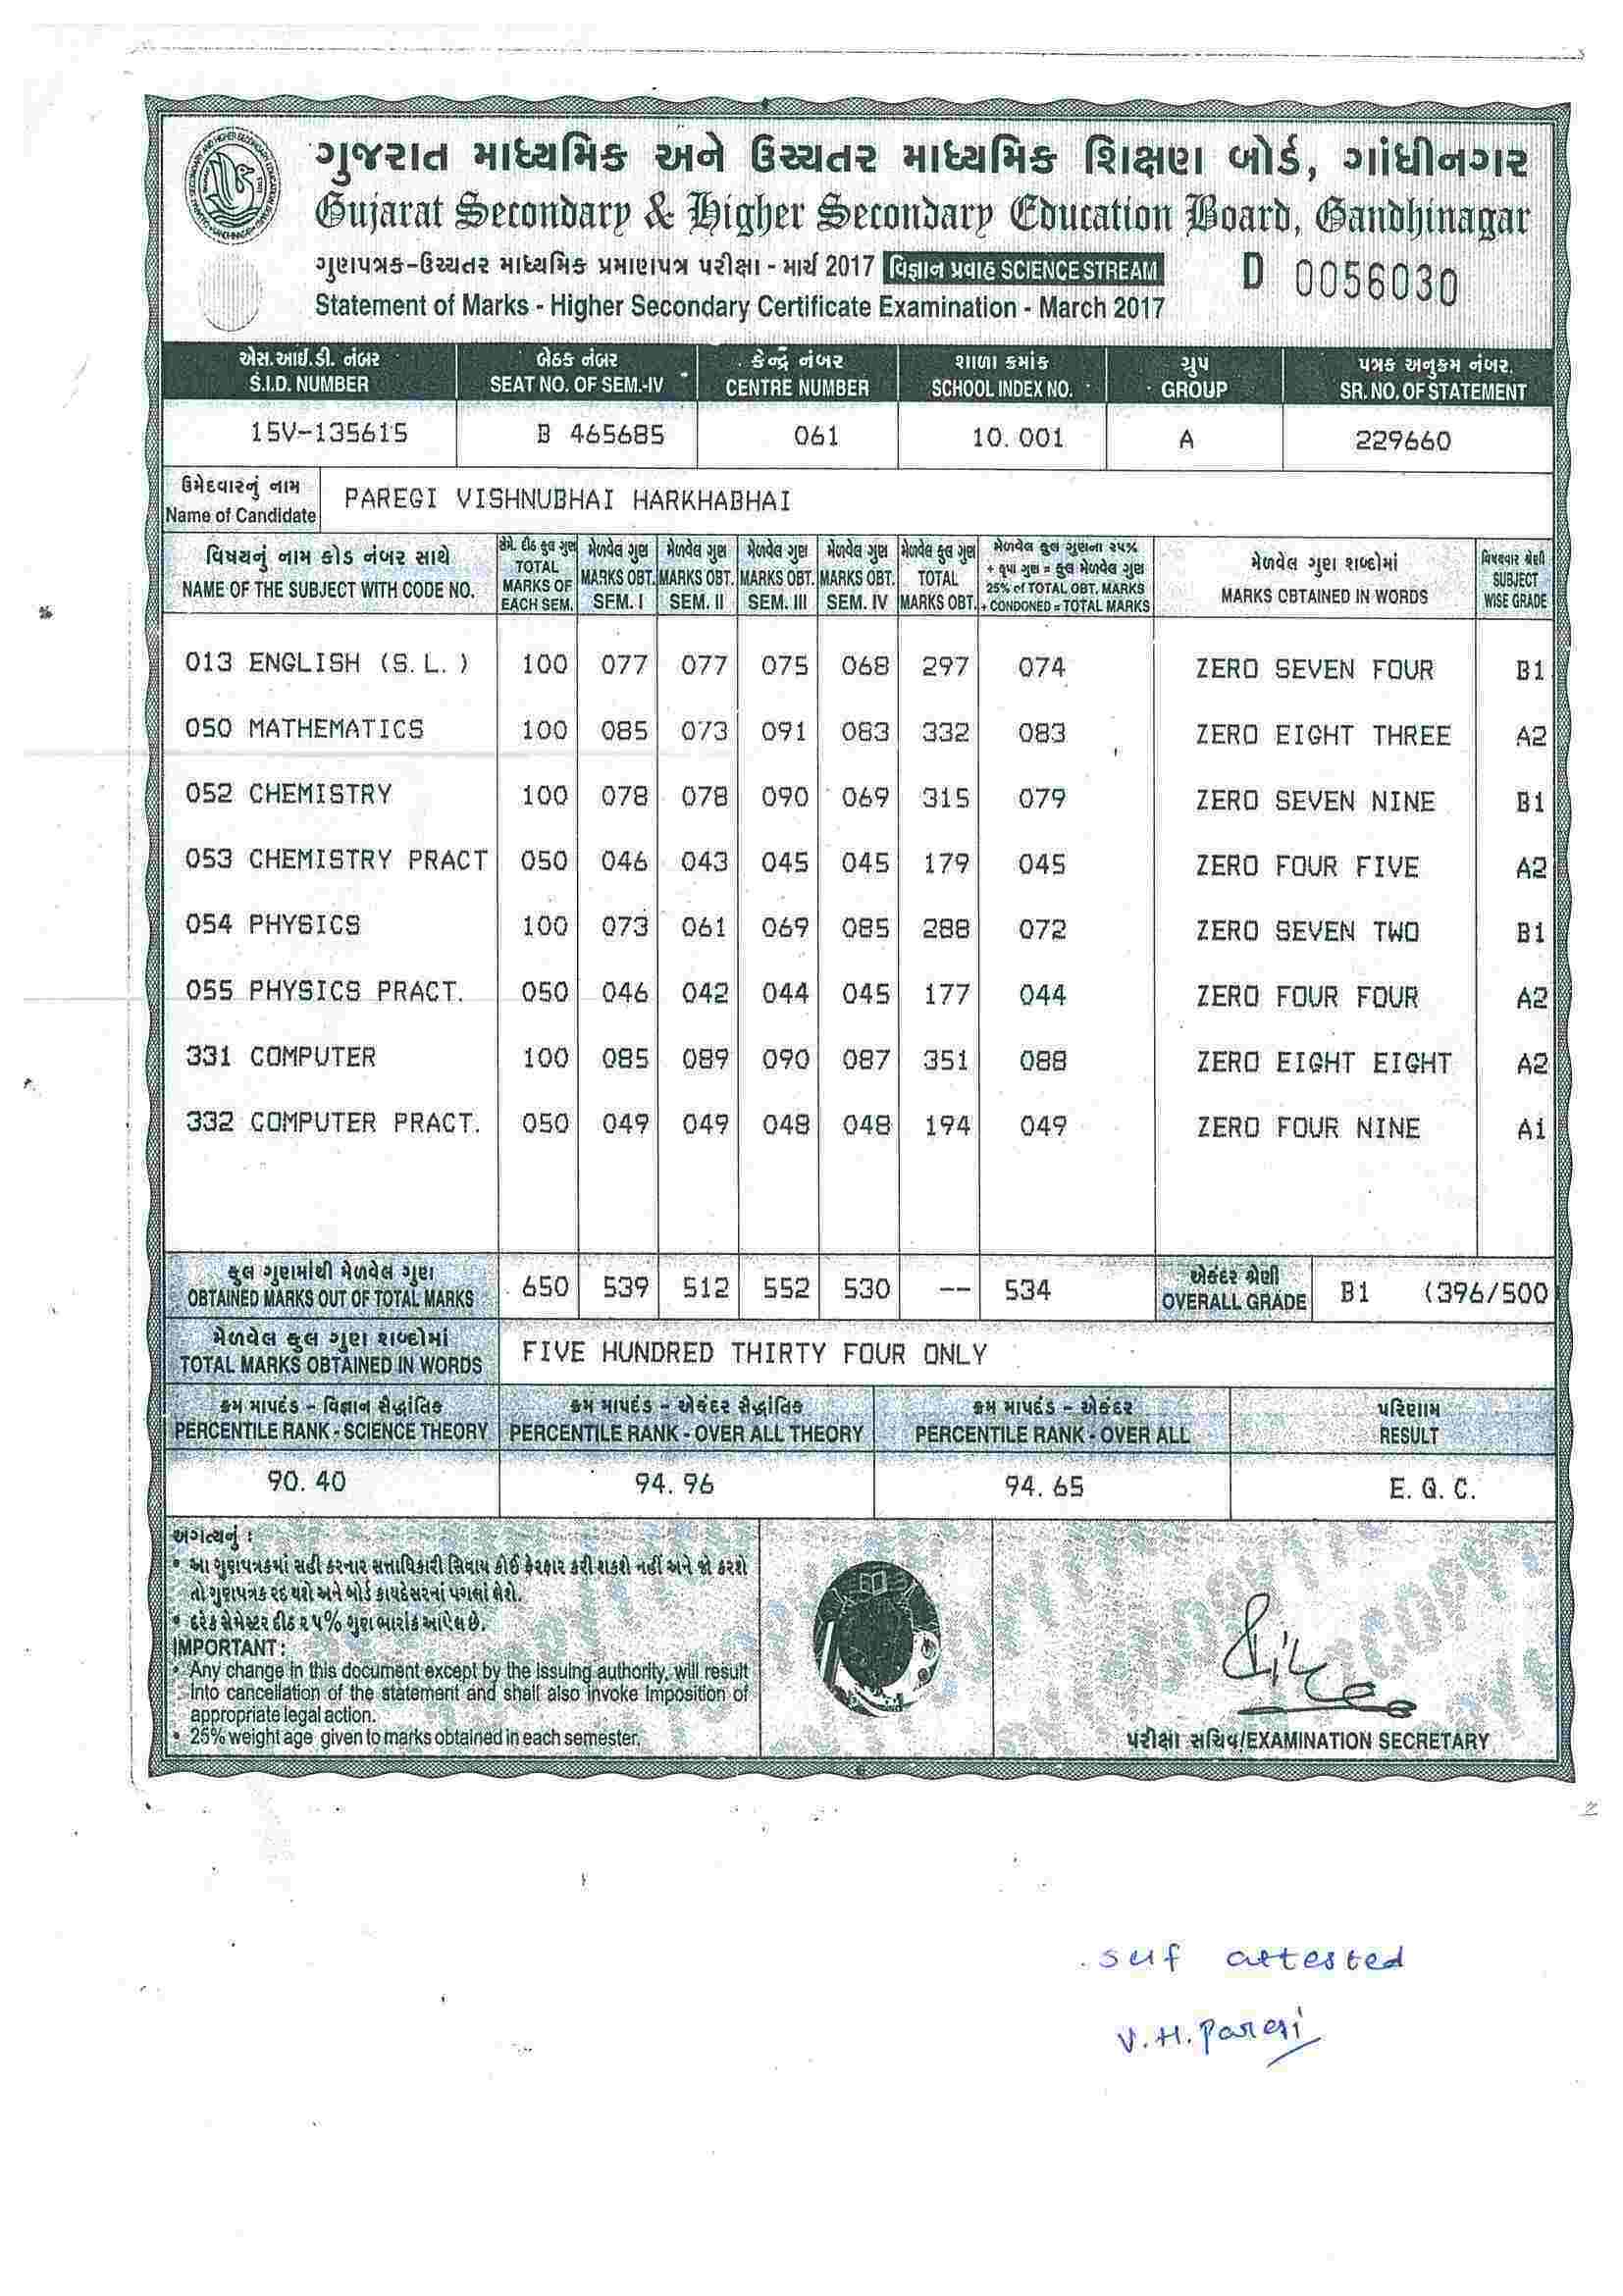 ગુજરાત માધ્યમિક અને ઉચ્ચતર માધ્યમિક શિક્ષણ બોર્ડ, ગાંધીનગર
Gujarat Secondary & Higher Secondary Education Board, Gandhinagar
ગુણપત્રક-ઉચ્ચતર માધ્યમિક પ્રમાણપત્ર પરીક્ષા - માર્ચ 2017 વિજ્ઞાન પ્રવાહ SCIENCE STREAM D 0056030
Statement of Marks - Higher Secondary Certificate Examination - March 2017
એસ.આઈ.ડી. નંબર બેઠક નંબર કેન્દ્ર નંબર શાળા ક્રમાંક ગ્રુપ પત્રક અનુક્રમ નંબર.
S.I.D. NUMBER SEAT NO. OF SEM.-IV CENTRE NUMBER SCHOOL INDEX NO. GROUP SR. NO. OF STATEMENT
15V-135615 B 465685 061 10.001 A 229660
ઉમેદવારનું નામ
Name of Candidate PAREGI VISHNUBHAI HARKHABHAI
વિષયનું નામ કોડ નંબર સાથે મેળવેલ ગુણ મેળવેલ ગુણ મેળવેલ ગુણ મેળવેલ ગુણ મેળવેલ કુલ ગુણ મેળવેલ ગુણ શબ્દોમાં
NAME OF THE SUBJECT WITH CODE NO. TOTAL MARKS OF EACH SEM. MARKS OBT. SEM. I MARKS OBT. SEM. II MARKS OBT. SEM. III MARKS OBT. SEM. IV TOTAL MARKS OBT. 25% of TOTAL OBT. MARKS + CONDONED = TOTAL MARKS MARKS OBTAINED IN WORDS SUBJECT WISE GRADE
013 ENGLISH (S.L.) 100 077 077 075 068 297 074 ZERO SEVEN FOUR B1
050 MATHEMATICS 100 085 073 091 083 332 083 ZERO EIGHT THREE A2
052 CHEMISTRY 100 078 078 090 069 315 079 ZERO SEVEN NINE B1
053 CHEMISTRY PRACT 050 046 043 045 045 179 045 ZERO FOUR FIVE A2
054 PHYSICS 100 073 061 069 085 288 072 ZERO SEVEN TWO B1
055 PHYSICS PRACT. 050 046 042 044 045 177 044 ZERO FOUR FOUR A2
331 COMPUTER 100 085 089 090 087 351 088 ZERO EIGHT EIGHT A2
332 COMPUTER PRACT. 050 049 049 048 048 194 049 ZERO FOUR NINE A1
કુલ ગુણમાંથી મેળવેલ ગુણ એકંદર શ્રેણી
OBTAINED MARKS OUT OF TOTAL MARKS 650 539 512 552 530 -- 534 OVERALL GRADE B1 (396/500
મેળવેલ કુલ ગુણ શબ્દોમાં
TOTAL MARKS OBTAINED IN WORDS FIVE HUNDRED THIRTY FOUR ONLY
ક્રમ માપદંડ - વિજ્ઞાન સૈદ્ધાંતિક ક્રમ માપદંડ - એકંદર સૈદ્ધાંતિક ક્રમ માપદંડ - એકંદર પરિણામ
PERCENTILE RANK - SCIENCE THEORY PERCENTILE RANK - OVER ALL THEORY PERCENTILE RANK - OVER ALL RESULT
90.40 94.96 94.65 E.Q.C.
અગત્યનું :
• આ ગુણપત્રકમાં સહી કરનાર સત્તાધિકારી સિવાય કોઈ ફેરફાર કરી શકશે નહીં અને જો કરશે
તો ગુણપત્રક રદ થશે અને બોર્ડ કાયદેસરનાં પગલાં લેશે.
• દરેક સેમેસ્ટર દીઠ ૨૫% ગુણ ભારાંક આપેલ છે.
IMPORTANT:
• Any change in this document except by the issuing authority, will result
into cancellation of the statement and shall also invoke imposition of
appropriate legal action.
• 25% weight age given to marks obtained in each semester.
પરીક્ષા સચિવ/EXAMINATION SECRETARY
self attested
V.H.Paregi